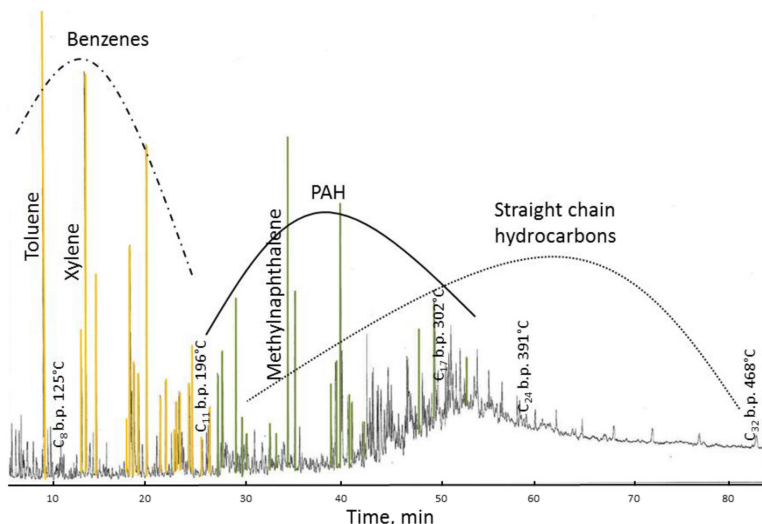 Benzenes
Toluene
Xylene
C8 b.p. 125°C
C11 b.p. 196°C
PAH
Methylnaphthalene
Straight chain
hydrocarbons
C17 b.p. 302°C
C24 b.p. 391°C
C32 b.p. 468°C
10 20 30 40 50 60 70 80
Time, min